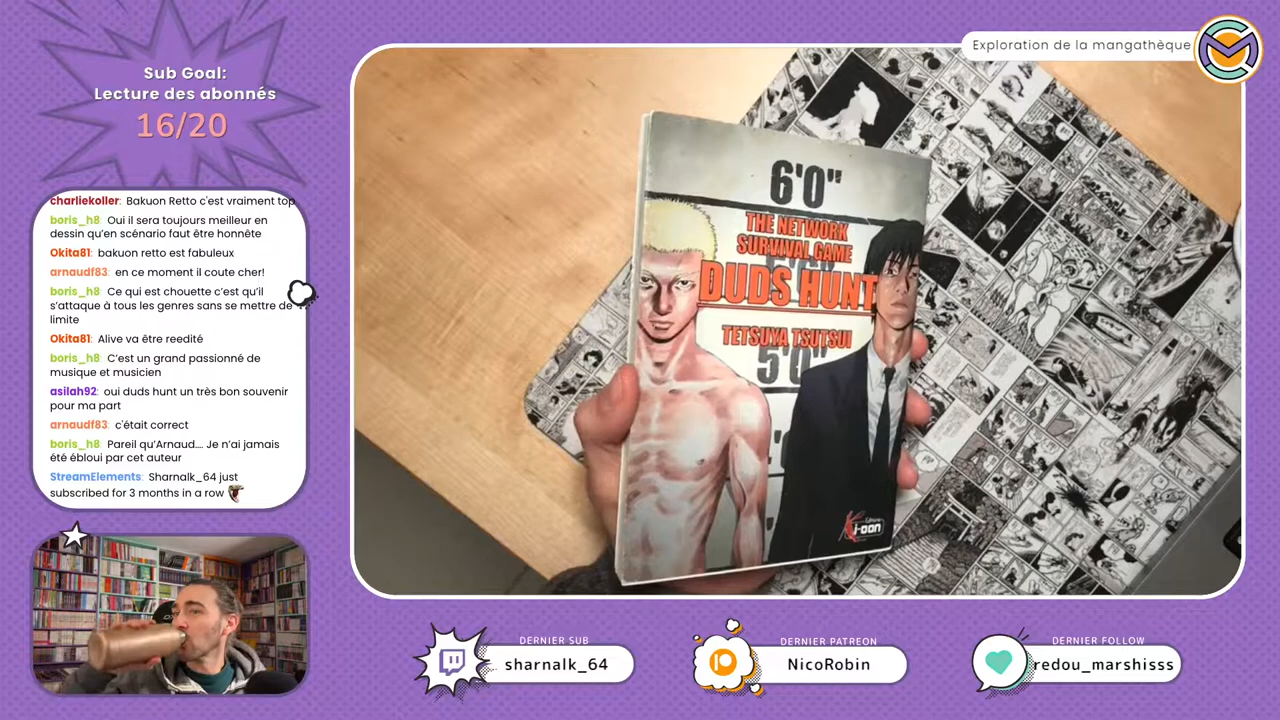 Sub Goal:
Lecture des abonnés
16/20
charliekoller: Bakuon Retto c'est vraiment top
boris_h8: Oui il sera toujours meilleur en
dessin qu'en scénario faut être honnête
Okita81: bakuon retto est fabuleux
arnaudf83: en ce moment il coute cher!
boris_h8: Ce qui est chouette c'est qu'il
s'attaque à tous les genres sans se mettre de
limite
Okita81: Alive va être reedité
boris_h8: C'est un grand passionné de
musique et musicien
asilah92: oui duds hunt un très bon souvenir
pour ma part
arnaudf83: c'était correct
boris_h8: Pareil qu'Arnaud…. Je n'ai jamais
été ébloui par cet auteur
StreamElements: Sharnalk_64 just
subscribed for 3 months in a row
Exploration de la mangathèque
6'0"
THE NETWORK
SURVIVAL GAME
DUDS HUNT
TETSUYA TSUTSUI
5'0"
Ki-oon
DERNIER SUB
sharnalk_64
DERNIER PATREON
NicoRobin
DERNIER FOLLOW
redou_marshisss